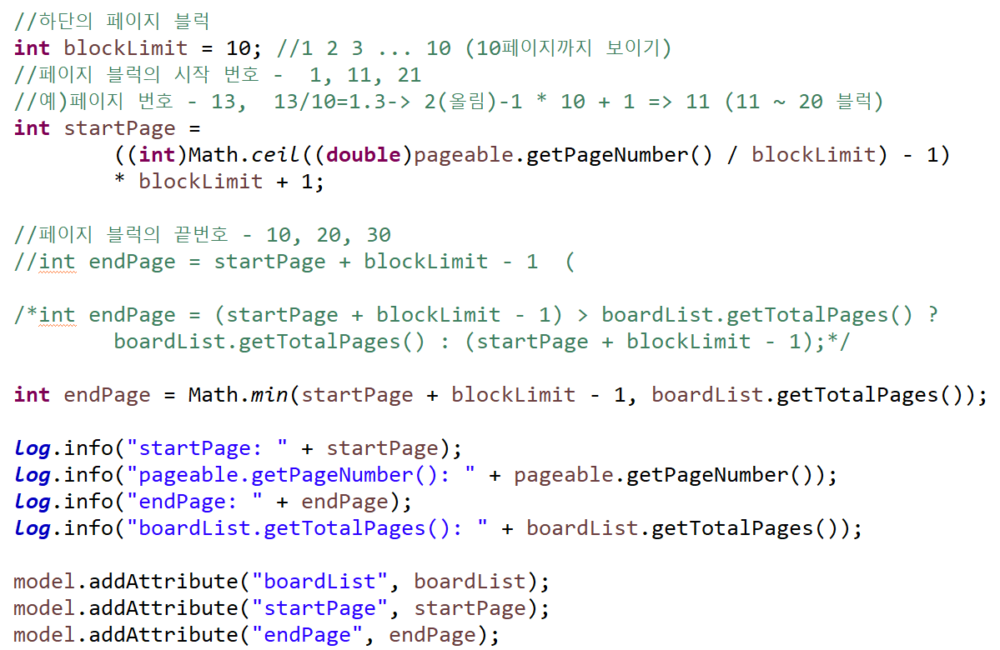 //하단의 페이지 블럭
int blockLimit = 10; //1 2 3 ... 10 (10페이지까지 보이기)
//페이지 블럭의 시작 번호 -  1, 11, 21
//예)페이지 번호 - 13,  13/10=1.3-> 2(올림)-1 * 10 + 1 => 11 (11 ~ 20 블럭)
int startPage =
        ((int)Math.ceil((double)pageable.getPageNumber() / blockLimit) - 1)
        * blockLimit + 1;

//페이지 블럭의 끝번호 - 10, 20, 30
//int endPage = startPage + blockLimit - 1  (

/*int endPage = (startPage + blockLimit - 1) > boardList.getTotalPages() ?
        boardList.getTotalPages() : (startPage + blockLimit - 1);*/

int endPage = Math.min(startPage + blockLimit - 1, boardList.getTotalPages());

log.info("startPage: " + startPage);
log.info("pageable.getPageNumber(): " + pageable.getPageNumber());
log.info("endPage: " + endPage);
log.info("boardList.getTotalPages(): " + boardList.getTotalPages());

model.addAttribute("boardList", boardList);
model.addAttribute("startPage", startPage);
model.addAttribute("endPage", endPage);